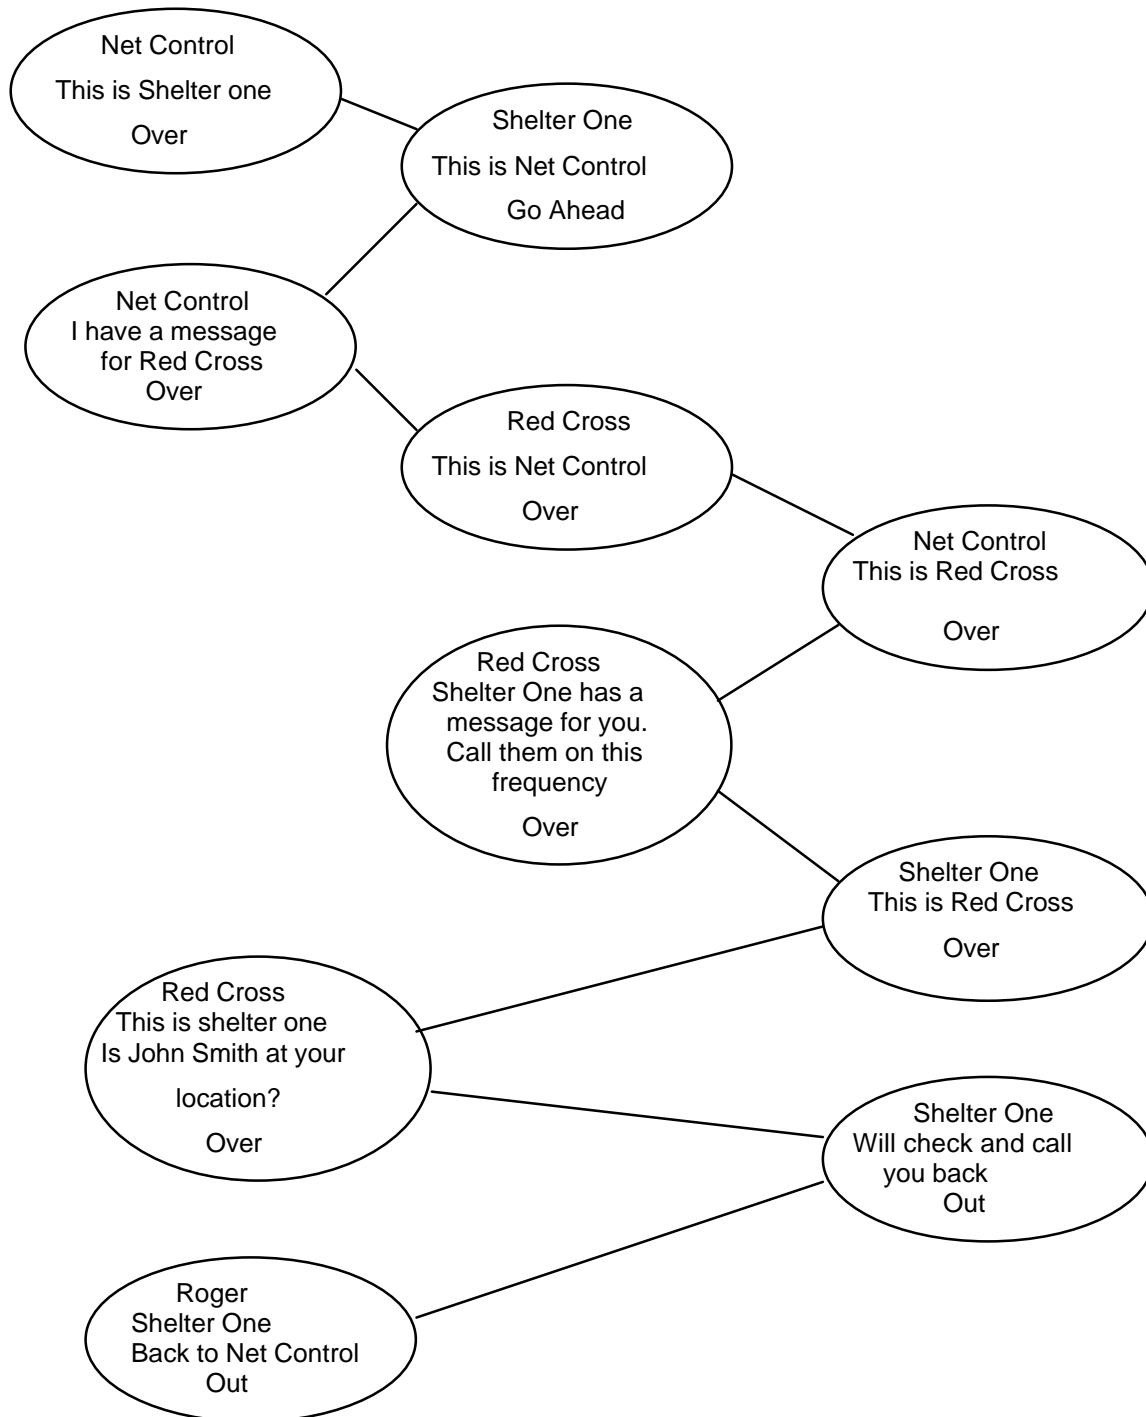 Net Control
This is Shelter one
Over
Shelter One
This is Net Control
Go Ahead
Net Control
I have a message
for Red Cross
Over
Red Cross
This is Net Control
Over
Net Control
This is Red Cross
Over
Red Cross
Shelter One has a
message for you.
Call them on this
frequency
Over
Shelter One
This is Red Cross
Over
Red Cross
This is shelter one
Is John Smith at your
location?
Over
Shelter One
Will check and call
you back
Out
Roger
Shelter One
Back to Net Control
Out